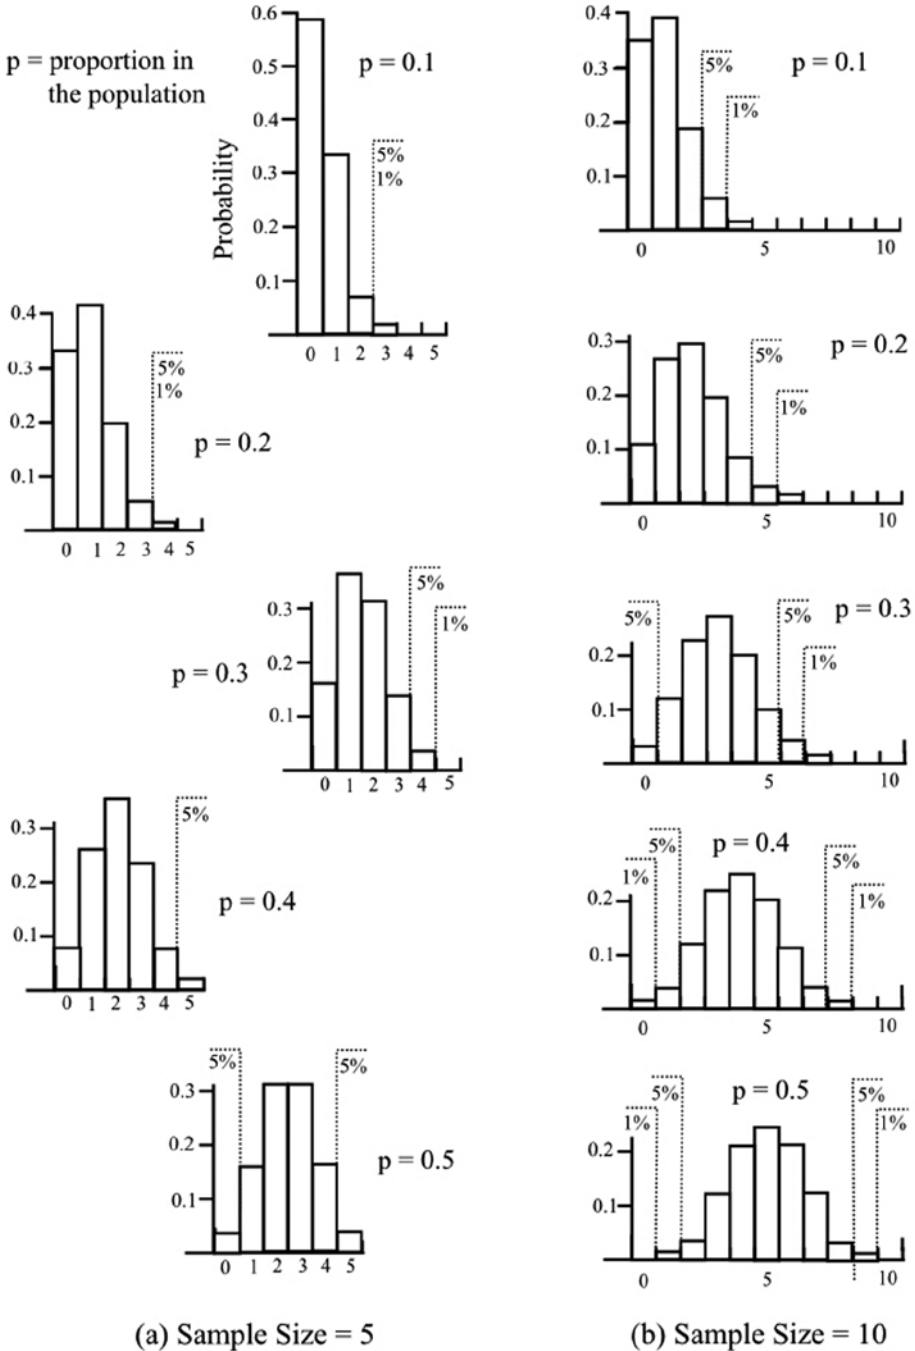 p = proportion in
the population
Probability
0.6
0.5
0.4
0.3
0.2
0.1
p = 0.1
5%
1%
0 1 2 3 4 5
0.4
0.3
0.2
0.1
5%
1%
p = 0.2
0 1 2 3 4 5
0.3
0.2
0.1
5%
1%
p = 0.3
0 1 2 3 4 5
0.3
0.2
0.1
5%
p = 0.4
0 1 2 3 4 5
5%
5%
0.3
0.2
0.1
p = 0.5
0 1 2 3 4 5
(a) Sample Size = 5
0.4
0.3
0.2
0.1
5%
1%
p = 0.1
0 5 10
0.3
0.2
0.1
5%
1%
p = 0.2
0 5 10
5%
0.2
0.1
5%
1%
p = 0.3
0 5 10
1%
5%
p = 0.4
5%
1%
0.2
0.1
0 5 10
1%
5%
p = 0.5
5%
1%
0.2
0.1
0 5 10
(b) Sample Size = 10